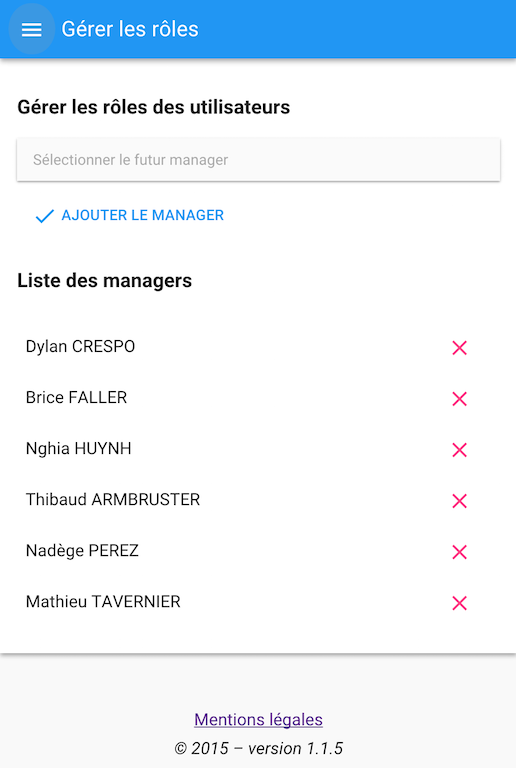 Gérer les rôles
Gérer les rôles des utilisateurs
Sélectionner le futur manager
AJOUTER LE MANAGER
Liste des managers
Dylan CRESPO
Brice FALLER
Nghia HUYNH
Thibaud ARMBRUSTER
Nadège PEREZ
Mathieu TAVERNIER
Mentions légales
© 2015 – version 1.1.5